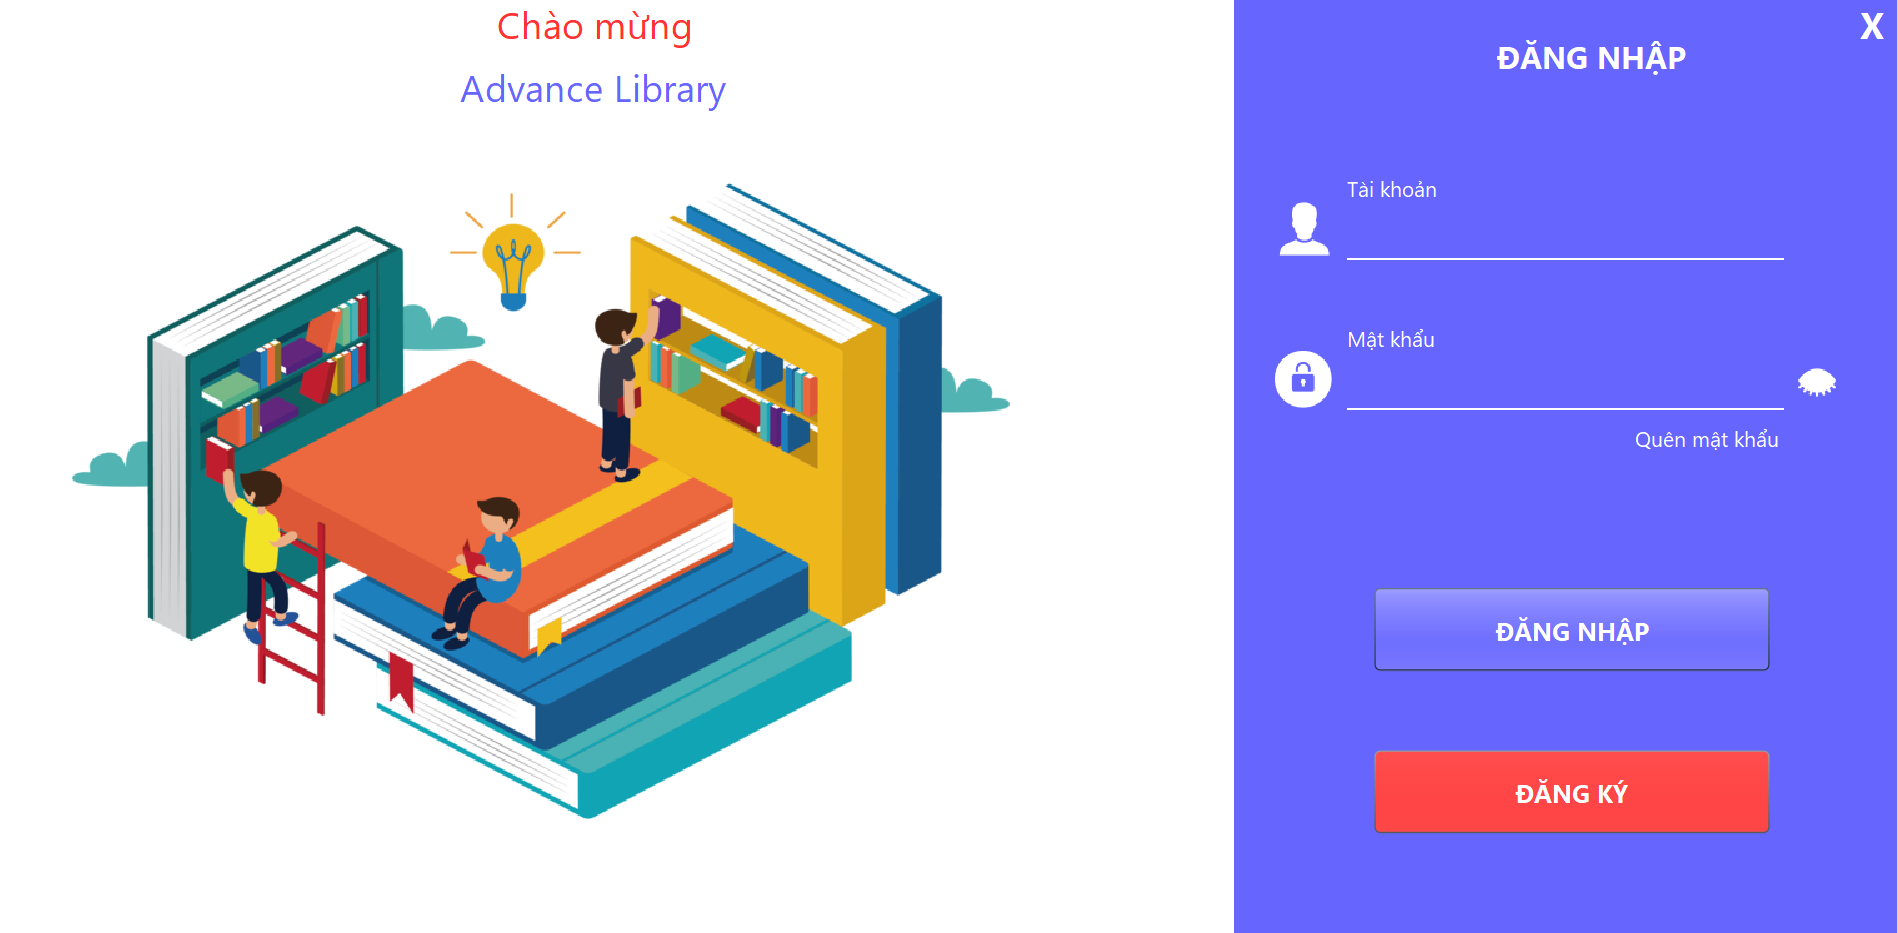 Chào mừng
Advance Library
X
ĐĂNG NHẬP
Tài khoản
Mật khẩu
Quên mật khẩu
ĐĂNG NHẬP
ĐĂNG KÝ